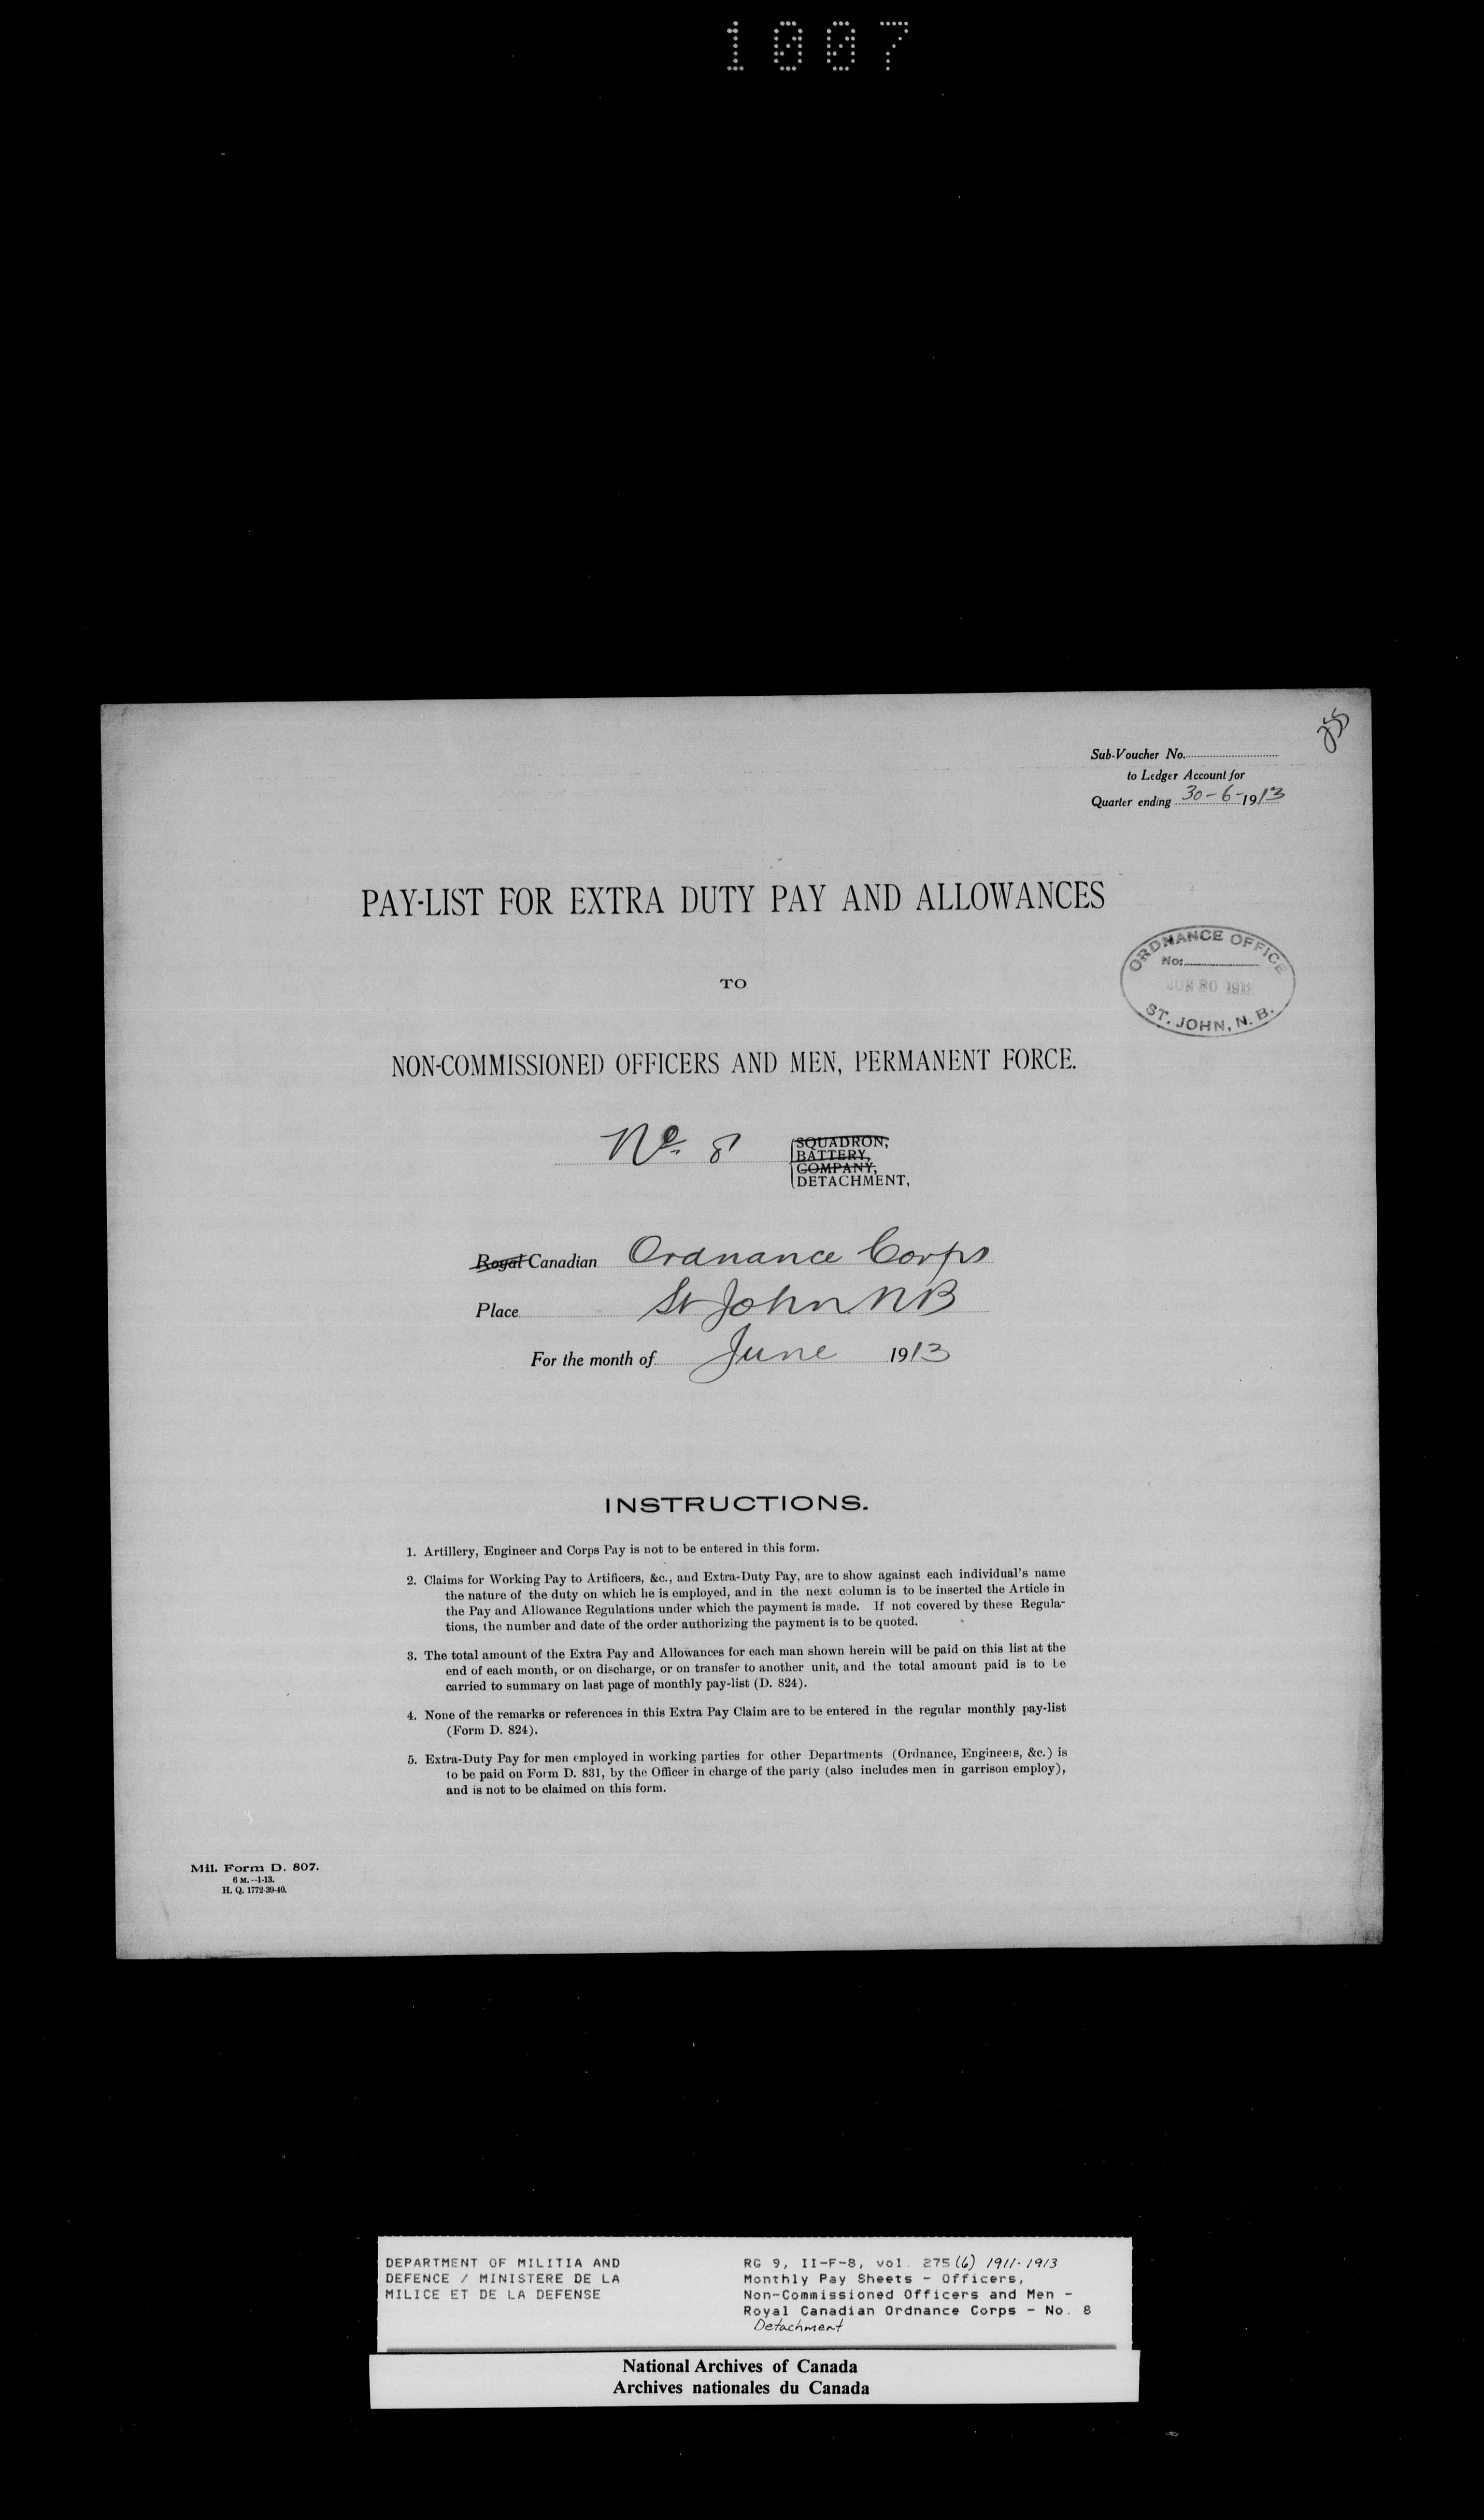 1007
Sub-Voucher No.
to Ledger Account for
Quarter ending 30-6-1913
PAY-LIST FOR EXTRA DUTY PAY AND ALLOWANCES
ORDNANCE OFFICE
No:
JUN 30 191
ST. JOHN, N. B.
TO
NON-COMMISSIONED OFFICERS AND MEN, PERMANENT FORCE.
No. 8
SQUADRON,
BATTERY,
COMPANY,
DETACHMENT,
Royal Canadian Ordnance Corps
Place St John NB
For the month of June 1913
INSTRUCTIONS.
1. Artillery, Engineer and Corps Pay is not to be entered in this form.
2. Claims for Working Pay to Artificers, &c., and Extra-Duty Pay, are to show against each individual's name
the nature of the duty on which he is employed, and in the next column is to be inserted the Article in
the Pay and Allowance Regulations under which the payment is made. If not covered by these Regula-
tions, the number and date of the order authorizing the payment is to be quoted.
3. The total amount of the Extra Pay and Allowances for each man shown herein will be paid on this list at the
end of each month, or on discharge, or on transfer to another unit, and the total amount paid is to be
carried to summary on last page of monthly pay-list (D. 824).
4. None of the remarks or references in this Extra Pay Claim are to be entered in the regular monthly pay-list
(Form D. 824).
5. Extra-Duty Pay for men employed in working parties for other Departments (Ordnance, Engineers, &c.) is
to be paid on Form D. 831, by the Officer in charge of the party (also includes men in garrison employ),
and is not to be claimed on this form.
Mil. Form D. 807.
6 M.--1-13.
H. Q. 1772-39-40.
DEPARTMENT OF MILITIA AND
DEFENCE / MINISTERE DE LA
MILICE ET DE LA DEFENSE
RG 9, II-F-8, vol. 275 (6) 1911-1913
Monthly Pay Sheets - Officers,
Non-Commissioned Officers and Men -
Royal Canadian Ordnance Corps - No. 8
Detachment
National Archives of Canada
Archives nationales du Canada